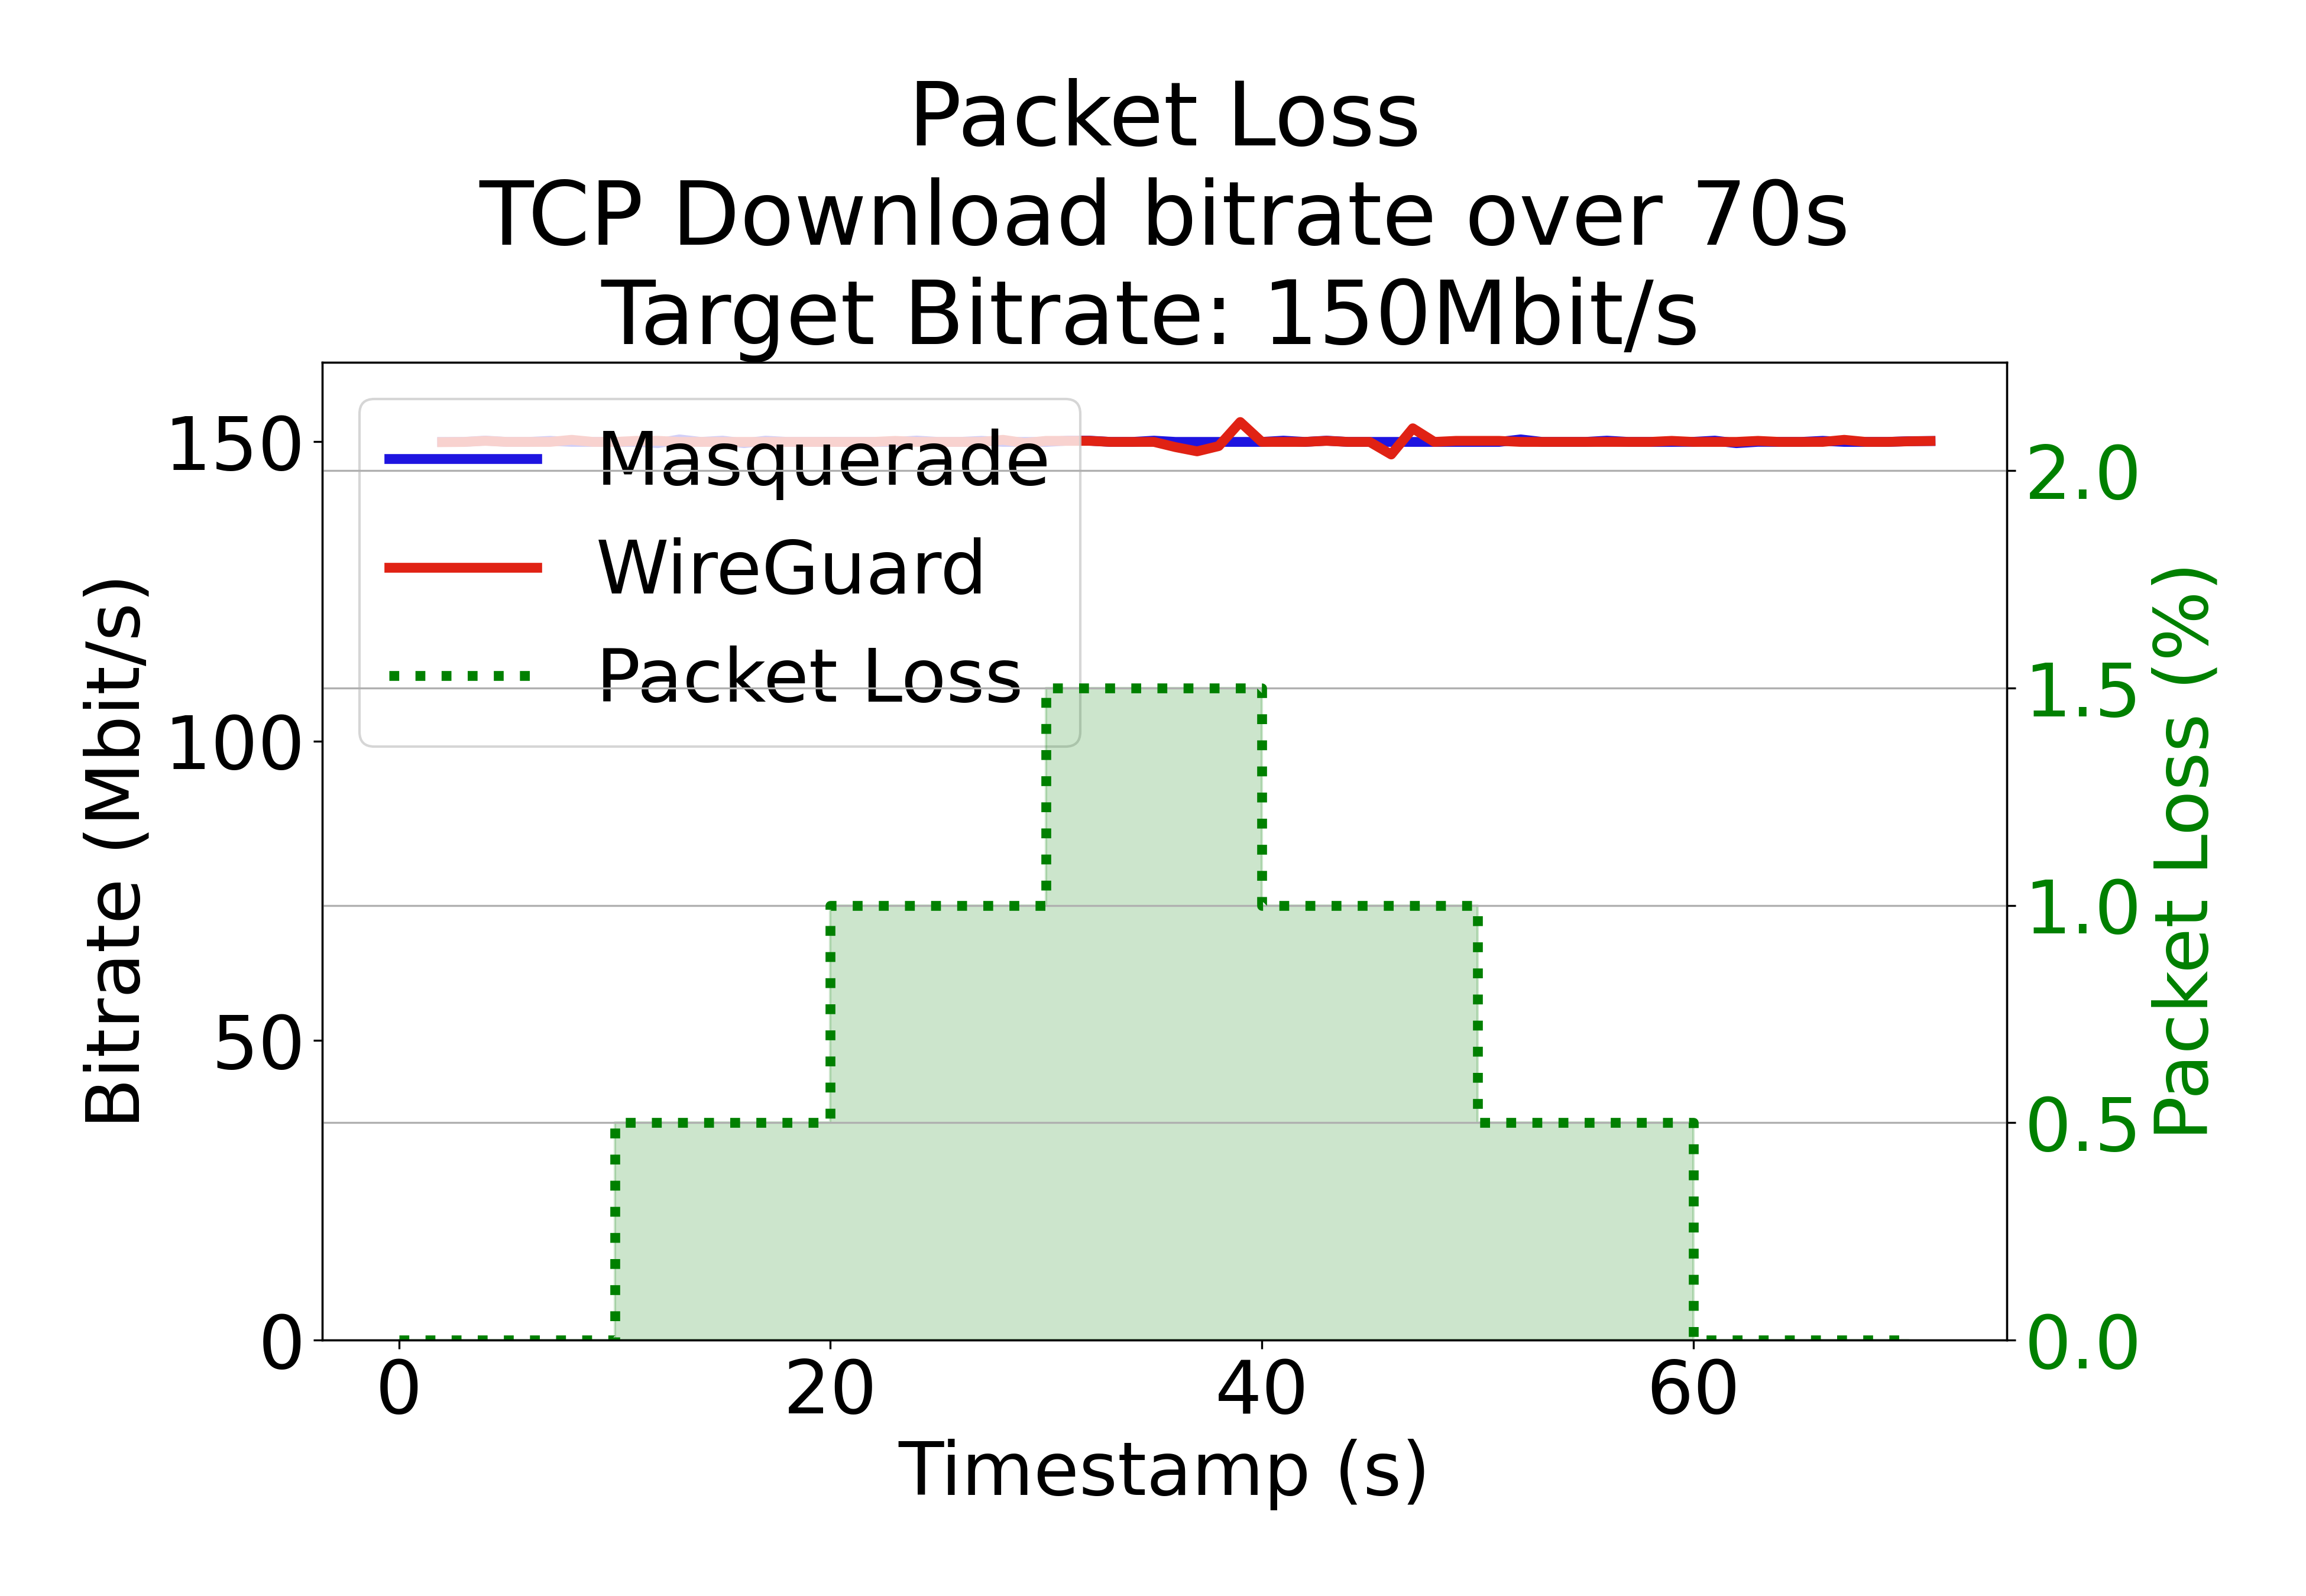 Packet Loss
TCP Download bitrate over 70s
Target Bitrate: 150Mbit/s
Masquerade
WireGuard
Packet Loss
Bitrate (Mbit/s)
150
100
50
0
2.0
1.5
1.0
0.5
0.0
Packet Loss (%)
0 20 40 60
Timestamp (s)